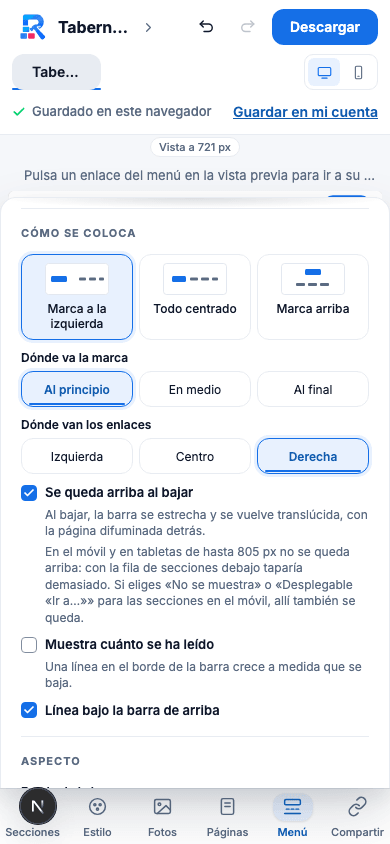 Tabern...
Descargar
Tabe...
Guardado en este navegador
Guardar en mi cuenta
Vista a 721 px
Pulsa un enlace del menú en la vista previa para ir a su ...
CÓMO SE COLOCA
Marca a la
izquierda
Todo centrado
Marca arriba
Dónde va la marca
Al principio
En medio
Al final
Dónde van los enlaces
Izquierda
Centro
Derecha
Se queda arriba al bajar
Al bajar, la barra se estrecha y se vuelve translúcida, con
la página difuminada detrás.
En el móvil y en tabletas de hasta 805 px no se queda
arriba: con la fila de secciones debajo taparía
demasiado. Si eliges «No se muestra» o «Desplegable
«Ir a...»» para las secciones en el móvil, allí también se
queda.
Muestra cuánto se ha leído
Una línea en el borde de la barra crece a medida que se
baja.
Línea bajo la barra de arriba
ASPECTO
N
Secciones
Estilo
Fotos
Páginas
Menú
Compartir